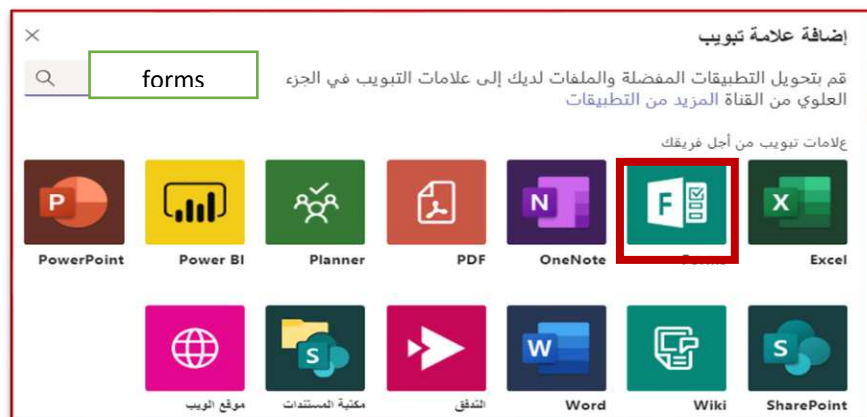 إضافة علامة تبويب
قم بتحويل التطبيقات المفضلة والملفات لديك إلى علامات التبويب في الجزء
العلوي من القناة المزيد من التطبيقات
forms
علامات تبويب من أجل فريقك
Excel
Forms
OneNote
PDF
Planner
Power BI
PowerPoint
SharePoint
Wiki
Word
التدفق
مكتبة المستندات
موقع الويب